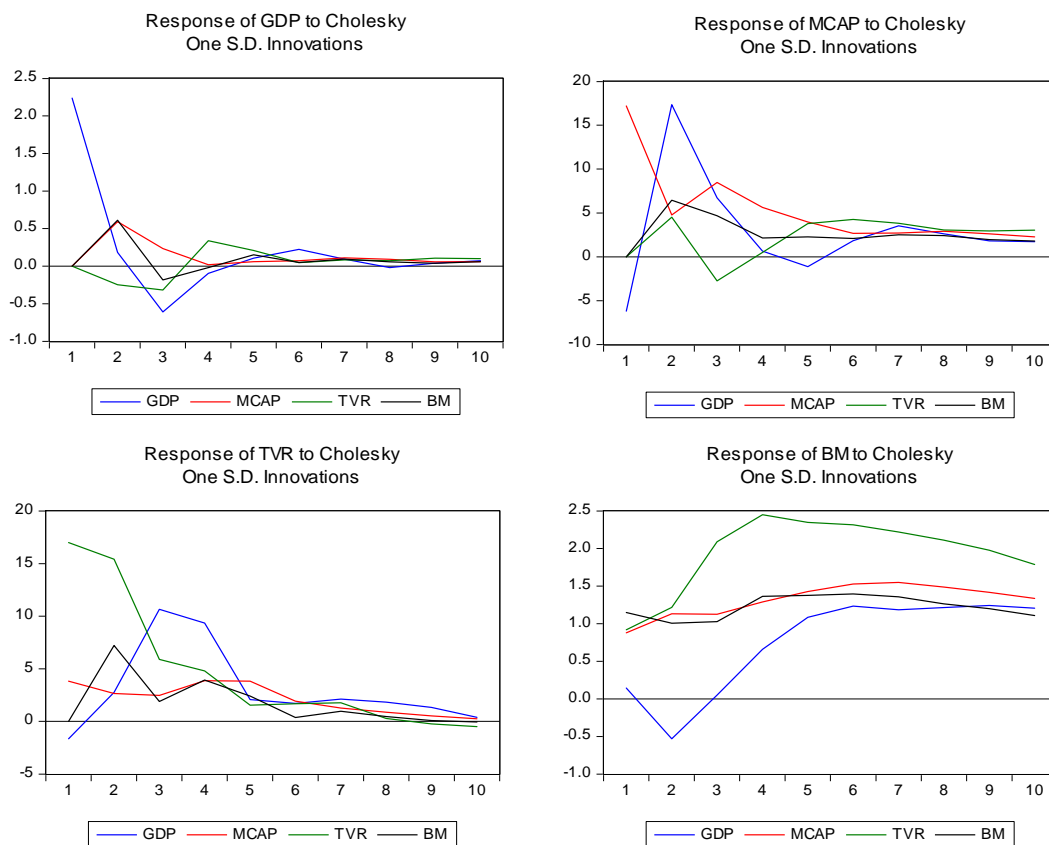 Response of GDP to Cholesky
One S.D. Innovations
2.5
2.0
1.5
1.0
0.5
0.0
-0.5
-1.0
1 2 3 4 5 6 7 8 9 10
GDP MCAP TVR BM
Response of MCAP to Cholesky
One S.D. Innovations
20
15
10
5
0
-5
-10
1 2 3 4 5 6 7 8 9 10
GDP MCAP TVR BM
Response of TVR to Cholesky
One S.D. Innovations
20
15
10
5
0
-5
1 2 3 4 5 6 7 8 9 10
GDP MCAP TVR BM
Response of BM to Cholesky
One S.D. Innovations
2.5
2.0
1.5
1.0
0.5
0.0
-0.5
-1.0
1 2 3 4 5 6 7 8 9 10
GDP MCAP TVR BM